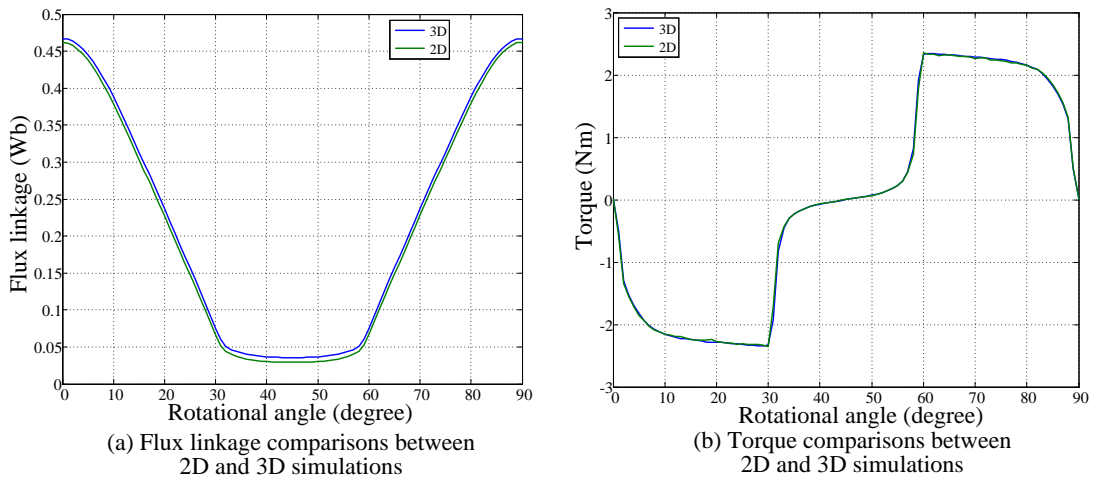 0.5
0.45
0.4
0.35
0.3
0.25
0.2
0.15
0.1
0.05
0
Flux linkage (Wb)
3D
2D
0 10 20 30 40 50 60 70 80 90
Rotational angle (degree)
(a) Flux linkage comparisons between
2D and 3D simulations
3
2
1
0
-1
-2
-3
Torque (Nm)
3D
2D
0 10 20 30 40 50 60 70 80 90
Rotational angle (degree)
(b) Torque comparisons between
2D and 3D simulations